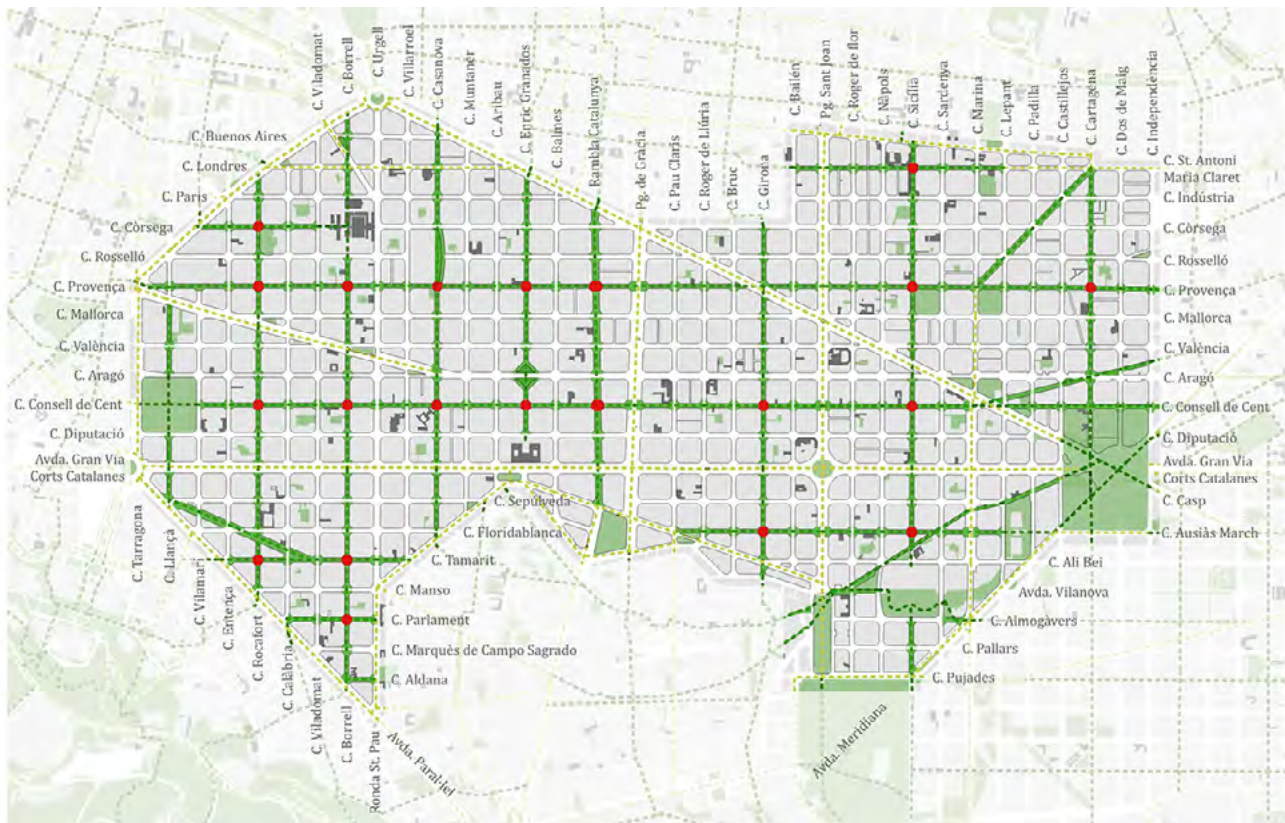 C. Viladomat
C. Borrell
C. Urgell
C. Villarroel
C. Casanova
C. Muntaner
C. Aribau
C. Enric Granados
C. Balmes
Rambla Catalunya
Pg. de Gràcia
C. Pau Claris
C. Roger de Llúria
C. Bruc
C. Girona
C. Bailén
Pg. Sant Joan
C. Roger de flor
C. Nàpols
C. Sicília
C. Sardenya
C. Marina
C. Lepant
C. Padilla
C. Castillejos
C. Cartagena
C. Dos de Maig
C. Independència
C. Buenos Aires
C. Londres
C. Paris
C. Còrsega
C. Rosselló
C. Provença
C. Mallorca
C. València
C. Aragó
C. Consell de Cent
C. Diputació
Avda. Gran Via
Corts Catalanes
C. St. Antoni
Maria Claret
C. Indústria
C. Còrsega
C. Rosselló
C. Provença
C. Mallorca
C. València
C. Aragó
C. Consell de Cent
C. Diputació
Avda. Gran Via
Corts Catalanes
C. Casp
C. Ausiàs March
C. Ali Bei
Avda. Vilanova
C. Almogàvers
C. Pallars
C. Pujades
C. Sepúlveda
C. Floridablanca
C. Tamarit
C. Manso
C. Parlament
C. Marquès de Campo Sagrado
C. Aldana
C. Tarragona
C. Llançà
C. Vilamarí
C. Entença
C. Rocafort
C. Calàbria
C. Viladomat
C. Borrell
Ronda St. Pau
Avda. Paral·lel
Avda. Meridiana